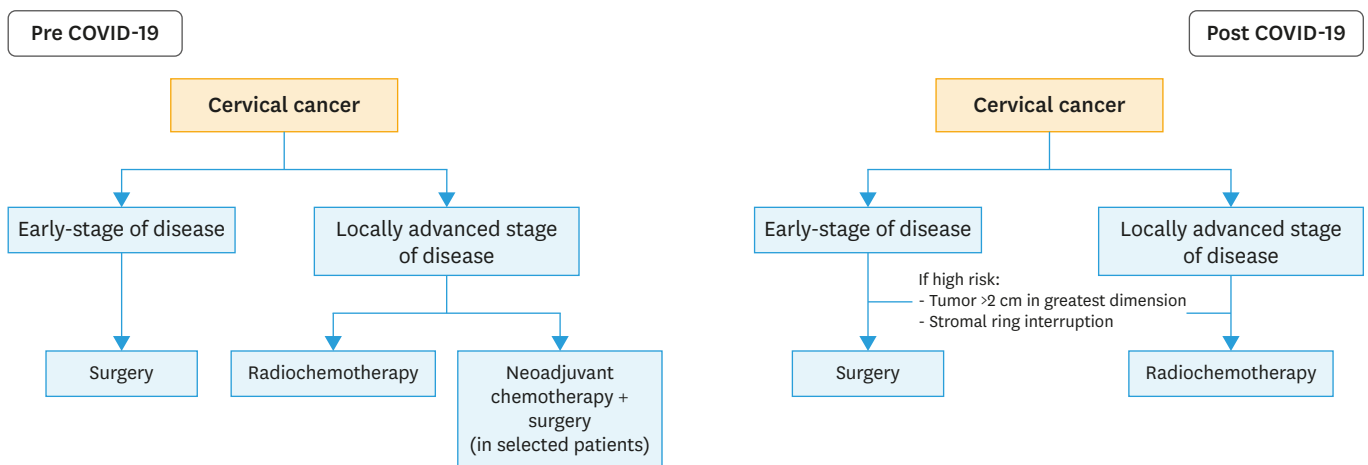 Pre COVID-19
Cervical cancer
Early-stage of disease
Locally advanced stage
of disease
Surgery
Radiochemotherapy
Neoadjuvant
chemotherapy +
surgery
(in selected patients)
Post COVID-19
Cervical cancer
Early-stage of disease
Locally advanced stage
of disease
If high risk:
- Tumor >2 cm in greatest dimension
- Stromal ring interruption
Surgery
Radiochemotherapy